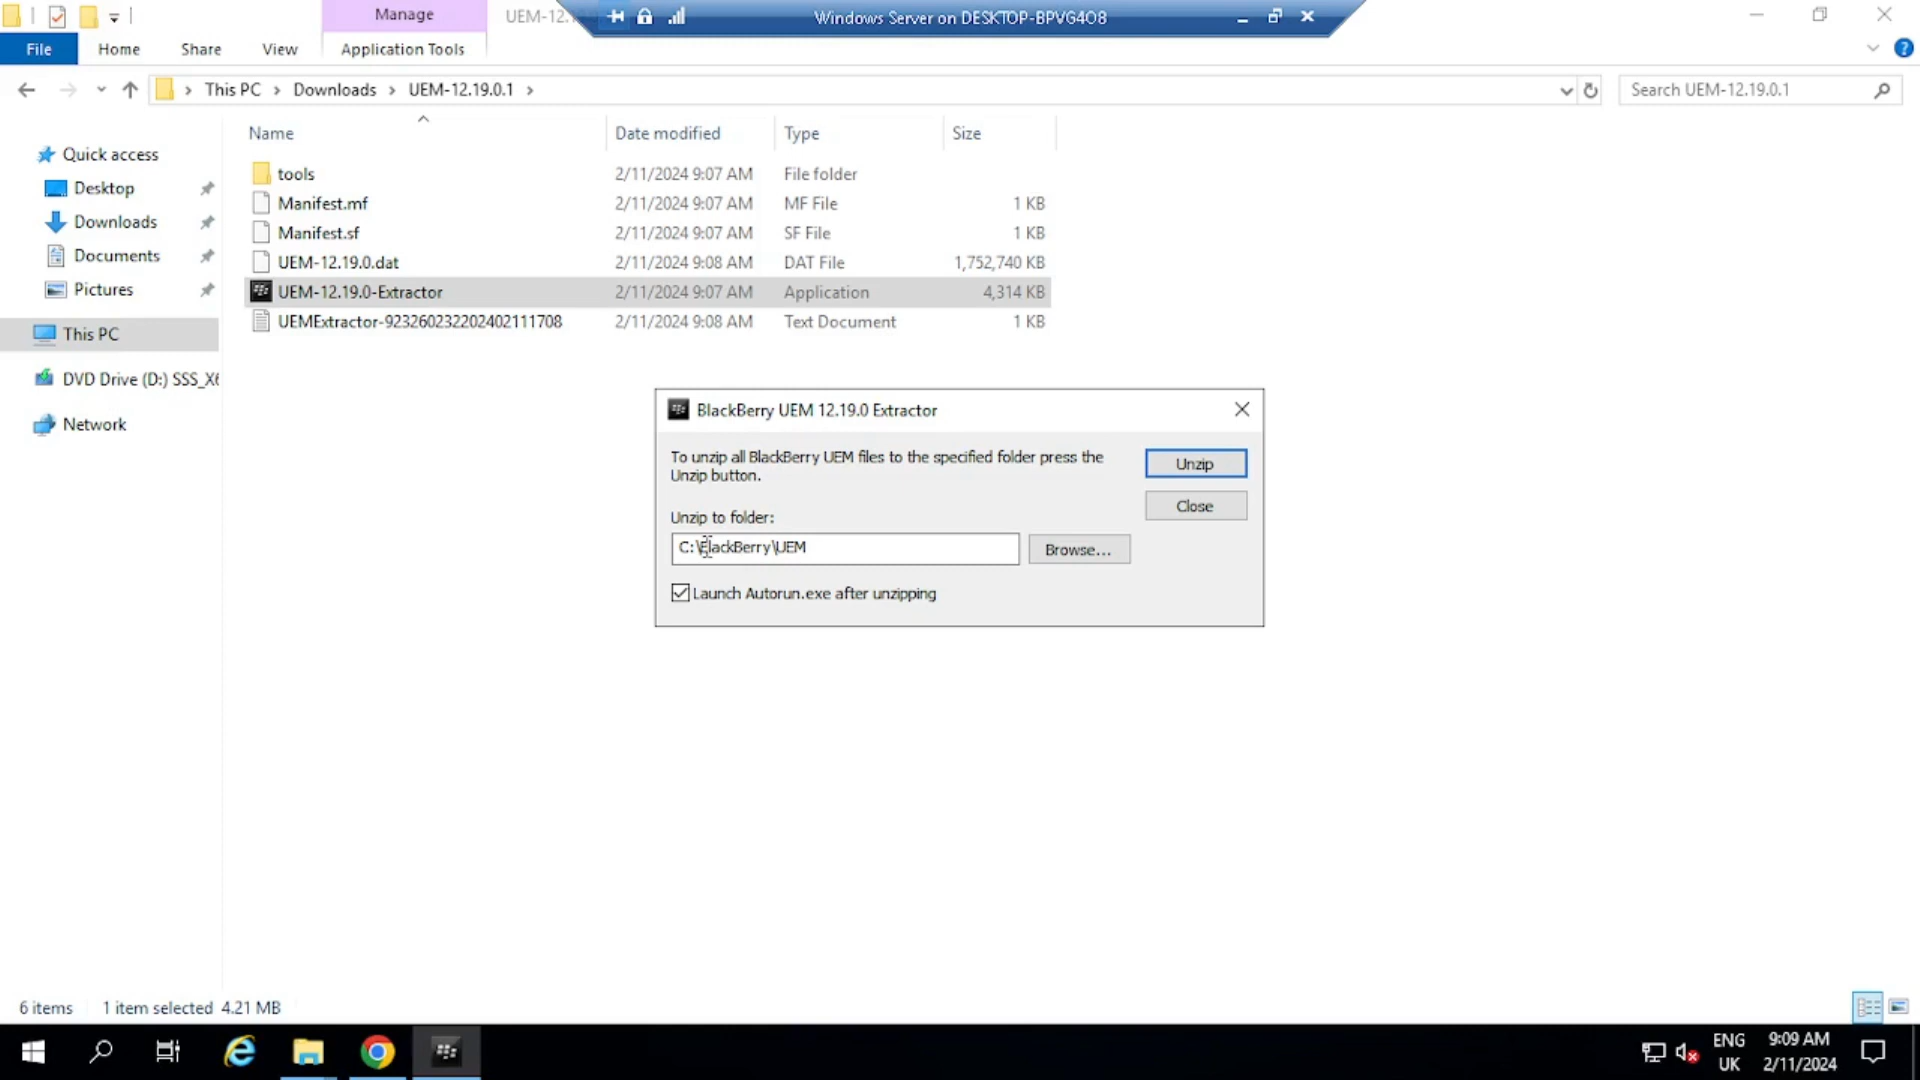 Manage
UEM-12.1
Windows Server on DESKTOP-BPVG4O8
File
Home
Share
View
Application Tools
This PC
Downloads
UEM-12.19.0.1
Search UEM-12.19.0.1
Name
Date modified
Type
Size
Quick access
Desktop
Downloads
Documents
Pictures
This PC
DVD Drive (D:) SSS_X6
Network
tools 2/11/2024 9:07 AM File folder
Manifest.mf 2/11/2024 9:07 AM MF File 1 KB
Manifest.sf 2/11/2024 9:07 AM SF File 1 KB
UEM-12.19.0.dat 2/11/2024 9:08 AM DAT File 1,752,740 KB
UEM-12.19.0-Extractor 2/11/2024 9:07 AM Application 4,314 KB
UEMExtractor-923260232202402111708 2/11/2024 9:08 AM Text Document 1 KB
BlackBerry UEM 12.19.0 Extractor
To unzip all BlackBerry UEM files to the specified folder press the
Unzip button.
Unzip
Close
Unzip to folder:
C:\BlackBerry\UEM
Browse...
Launch Autorun.exe after unzipping
6 items
1 item selected 4.21 MB
ENG
UK
9:09 AM
2/11/2024